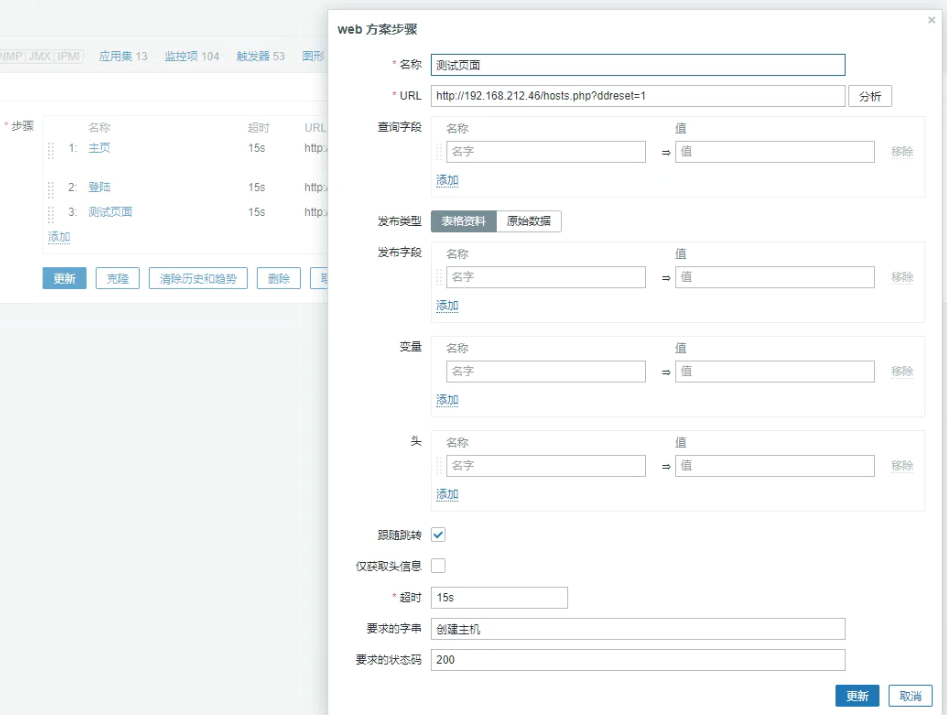 web 方案步骤
×
NMP JMX IPMI 应用集 13 监控项 104 触发器 53 图形
* 步骤
名称 超时 URL
1: 主页 15s http:/
2: 登陆 15s http:/
3: 测试页面 15s http:/
添加
更新 克隆 清除历史和趋势 删除
* 名称 测试页面
* URL http://192.168.212.46/hosts.php?ddreset=1 分析
查询字段 名称 值
名字 ⇒ 值 移除
添加
发布类型 表格资料 原始数据
发布字段 名称 值
名字 ⇒ 值 移除
添加
变量 名称 值
名字 ⇒ 值 移除
添加
头 名称 值
名字 ⇒ 值 移除
添加
跟随跳转
仅获取头信息
* 超时 15s
要求的字串 创建主机
要求的状态码 200
更新 取消